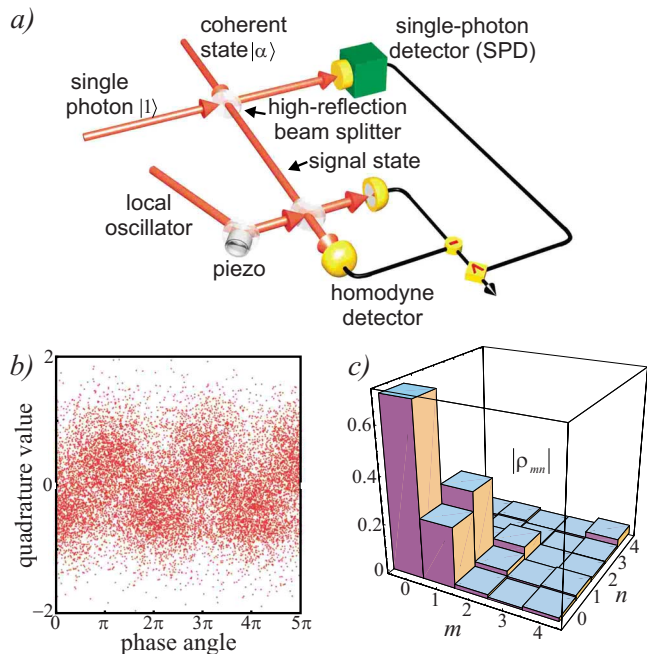 a)
coherent
state |α⟩
single-photon
detector (SPD)
single
photon |1⟩
high-reflection
beam splitter
signal state
local
oscillator
piezo
homodyne
detector
b)
quadrature value
2
0
−2
0 π 2π 3π 4π 5π
phase angle
c)
|ρmn|
0.6
0.4
0.2
0
0 1 2 3 4
m
0 1 2 3 4
n